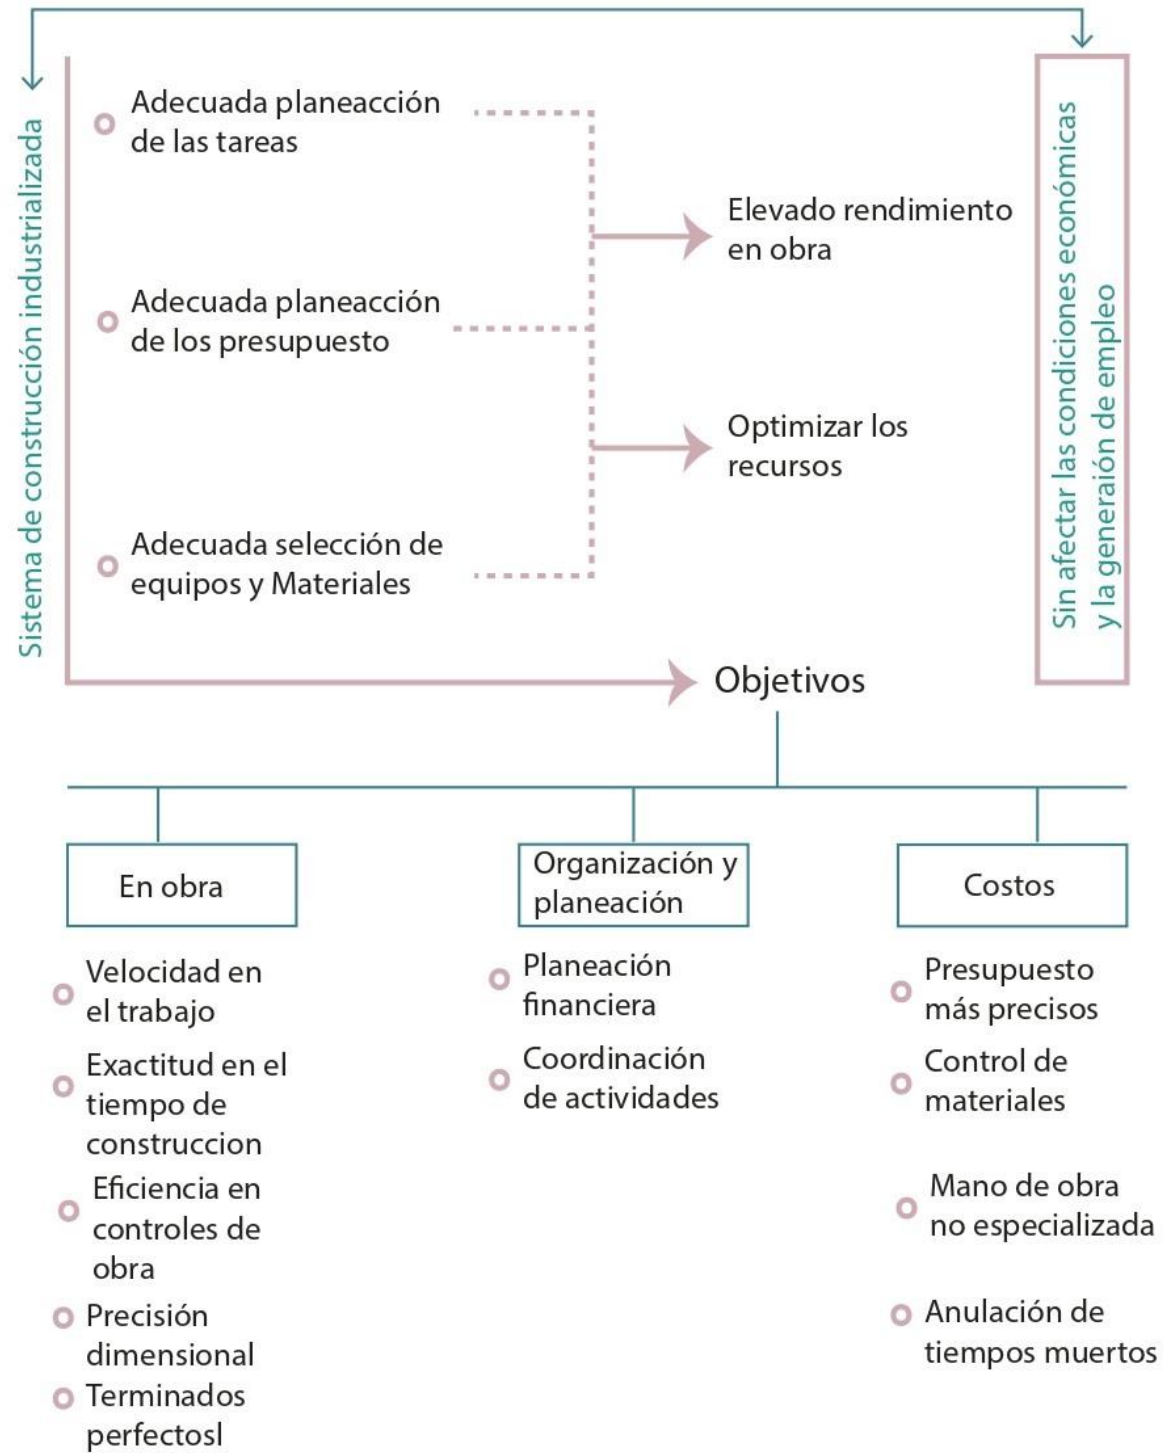 Sistema de construcción industrializada
Adecuada planeacción
de las tareas
Adecuada planeacción
de los presupuesto
Adecuada selección de
equipos y Materiales
Elevado rendimiento
en obra
Optimizar los
recursos
Sin afectar las condiciones económicas
y la generaión de empleo
Objetivos
En obra
Velocidad en
el trabajo
Exactitud en el
tiempo de
construccion
Eficiencia en
controles de
obra
Precisión
dimensional
Terminados
perfectosl
Organización y
planeación
Planeación
financiera
Coordinación
de actividades
Costos
Presupuesto
más precisos
Control de
materiales
Mano de obra
no especializada
Anulación de
tiempos muertos